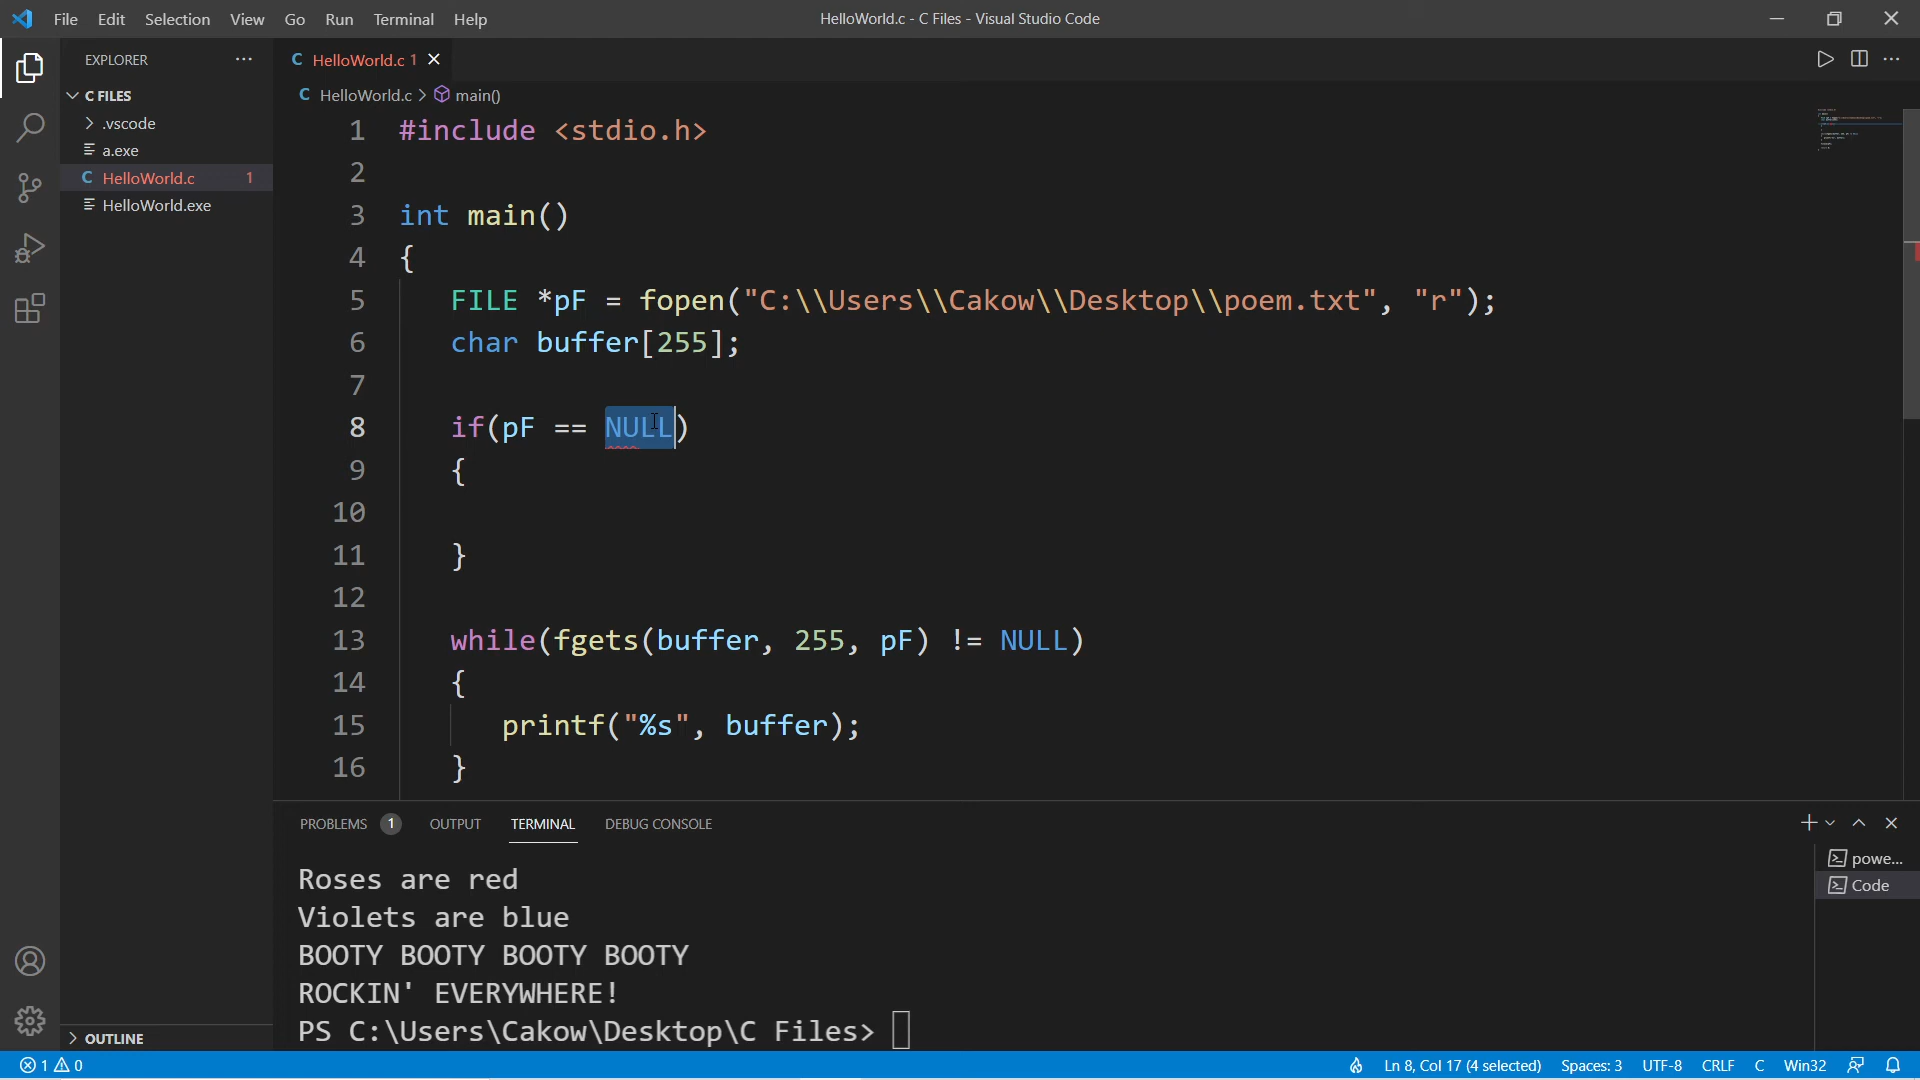 File Edit Selection View Go Run Terminal Help HelloWorld.c - C Files - Visual Studio Code
EXPLORER
C FILES
.vscode
a.exe
HelloWorld.c 1
HelloWorld.exe
OUTLINE
HelloWorld.c 1
HelloWorld.c > main()
1 #include <stdio.h>
2
3 int main()
4 {
5 FILE *pF = fopen("C:\\Users\\Cakow\\Desktop\\poem.txt", "r");
6 char buffer[255];
7
8 if(pF == NULL)
9 {
10
11 }
12
13 while(fgets(buffer, 255, pF) != NULL)
14 {
15 printf("%s", buffer);
16 }
PROBLEMS 1 OUTPUT TERMINAL DEBUG CONSOLE
Roses are red
Violets are blue
BOOTY BOOTY BOOTY BOOTY
ROCKIN' EVERYWHERE!
PS C:\Users\Cakow\Desktop\C Files>
powe...
Code
1 0 Ln 8, Col 17 (4 selected) Spaces: 3 UTF-8 CRLF C Win32